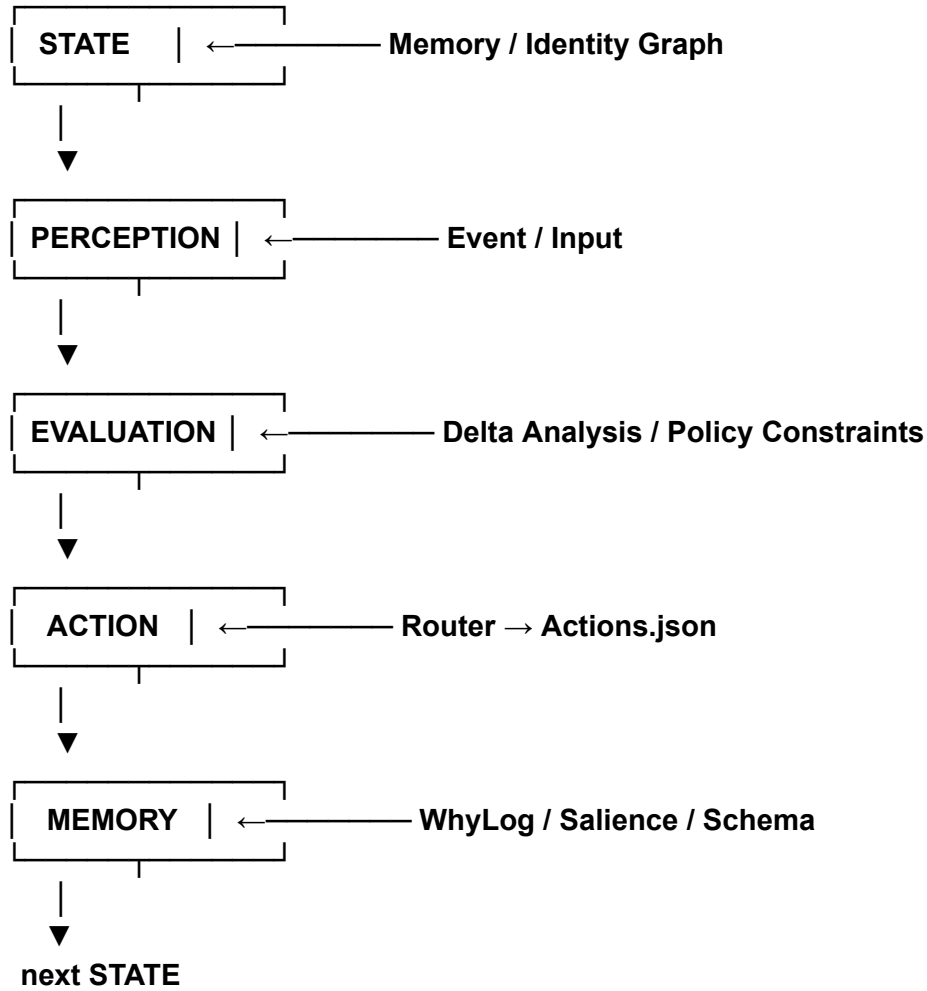 STATE ← Memory / Identity Graph
PERCEPTION ← Event / Input
EVALUATION ← Delta Analysis / Policy Constraints
ACTION ← Router → Actions.json
MEMORY ← WhyLog / Salience / Schema
next STATE